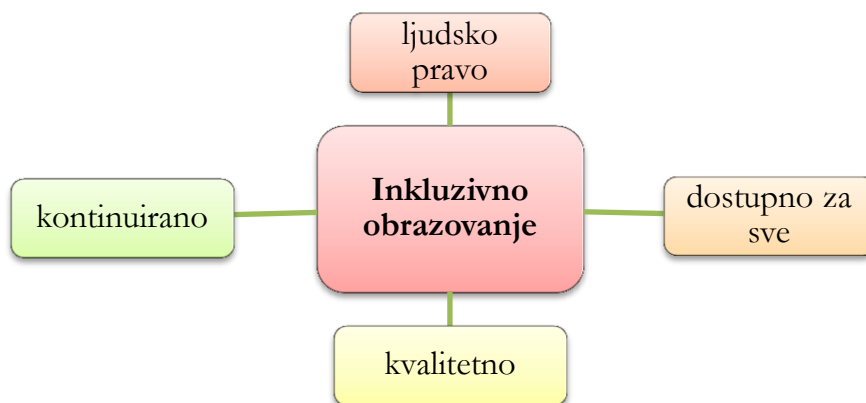 ljudsko
pravo
Inkluzivno
obrazovanje
kontinuirano
dostupno za
sve
kvalitetno